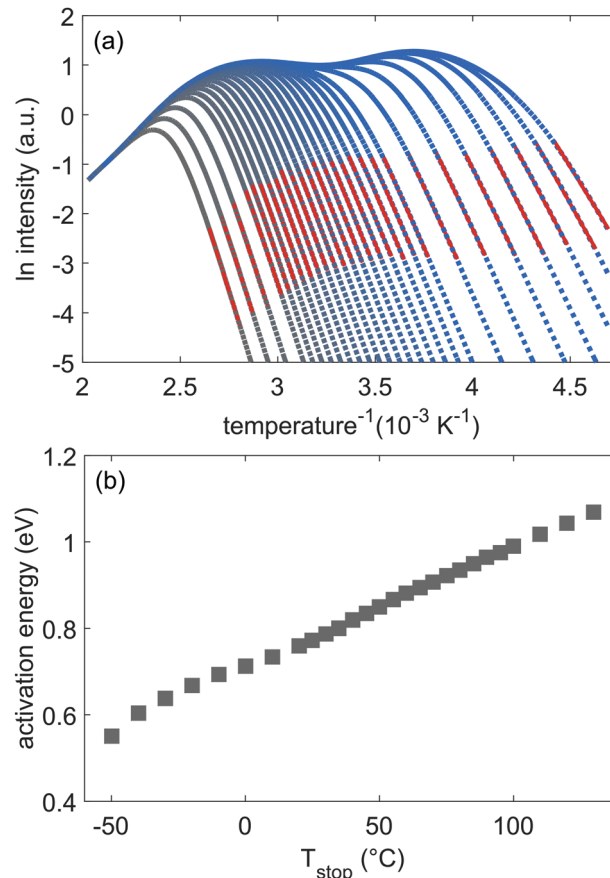 (a)
ln intensity (a.u.)
2
1
0
-1
-2
-3
-4
-5
2 2.5 3 3.5 4 4.5
temperature⁻¹(10⁻³ K⁻¹)
(b)
activation energy (eV)
1.2
1
0.8
0.6
0.4
-50 0 50 100
T_stop (°C)